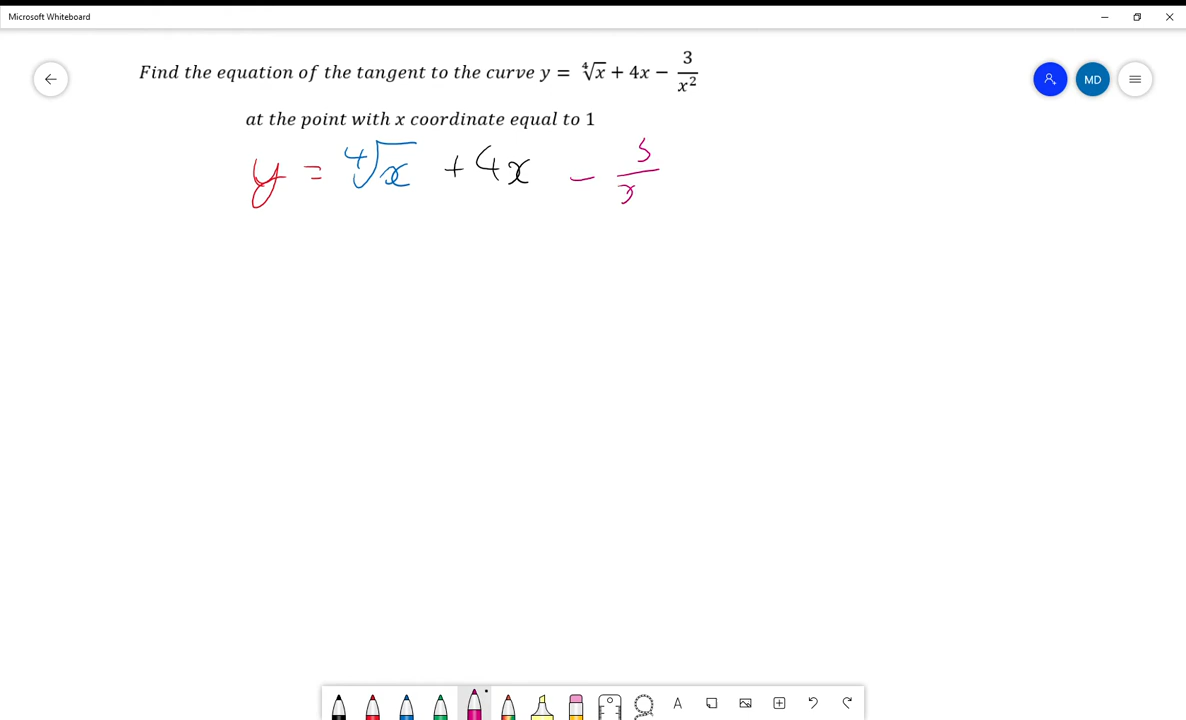 Microsoft Whiteboard
Find the equation of the tangent to the curve y = ∜x + 4x − 3/x²
MD
at the point with x coordinate equal to 1
y = ∜x + 4x − 3/x
A